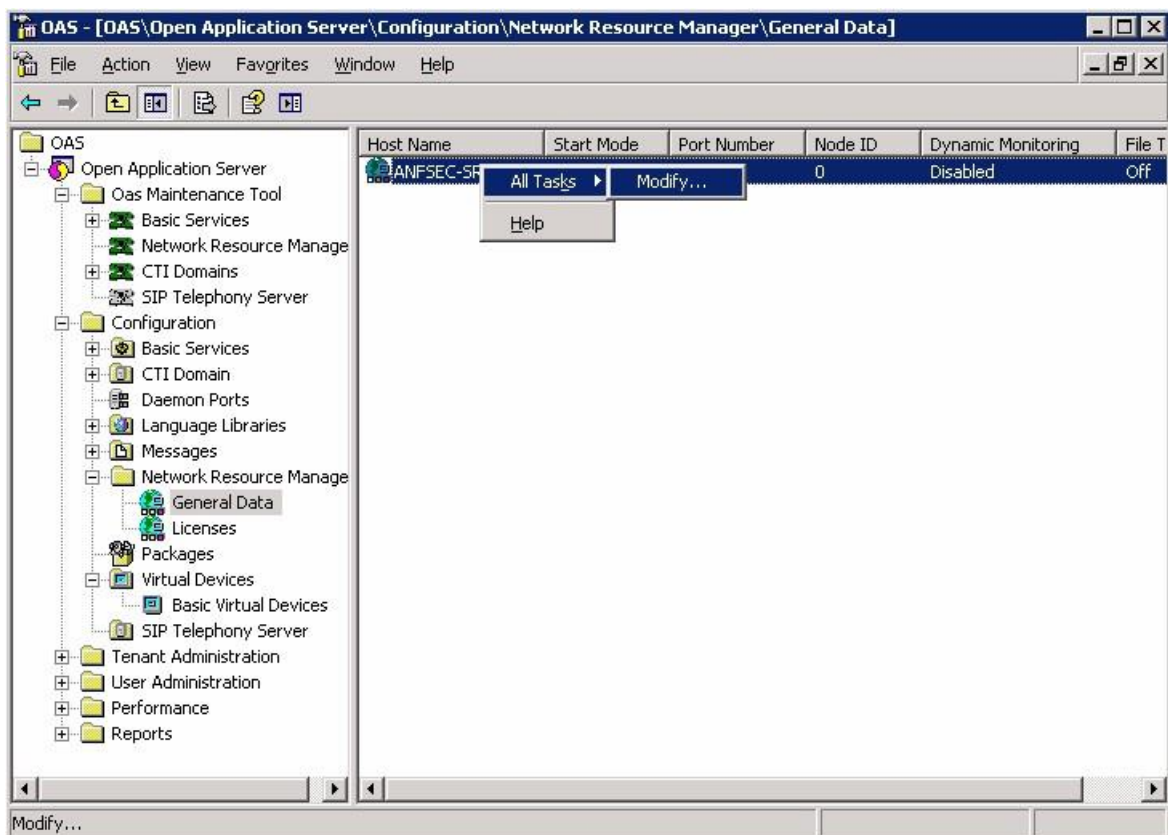 OAS - [OAS\Open Application Server\Configuration\Network Resource Manager\General Data]
File Action View Favorites Window Help
OAS
Open Application Server
Oas Maintenance Tool
Basic Services
Network Resource Manage
CTI Domains
SIP Telephony Server
Configuration
Basic Services
CTI Domain
Daemon Ports
Language Libraries
Messages
Network Resource Manage
General Data
Licenses
Packages
Virtual Devices
Basic Virtual Devices
SIP Telephony Server
Tenant Administration
User Administration
Performance
Reports
Host Name Start Mode Port Number Node ID Dynamic Monitoring File T
ANFSEC-SR 0 Disabled Off
All Tasks Modify...
Help
Modify...